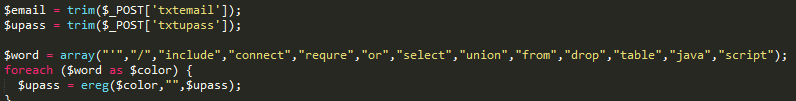 $email = trim($_POST['txtemail']);
$upass = trim($_POST['txtupass']);
$word = array("'","/","include","connect","requre","or","select","union","from","drop","table","java","script");
foreach ($word as $color) {
$upass = ereg($color,"",$upass);
}